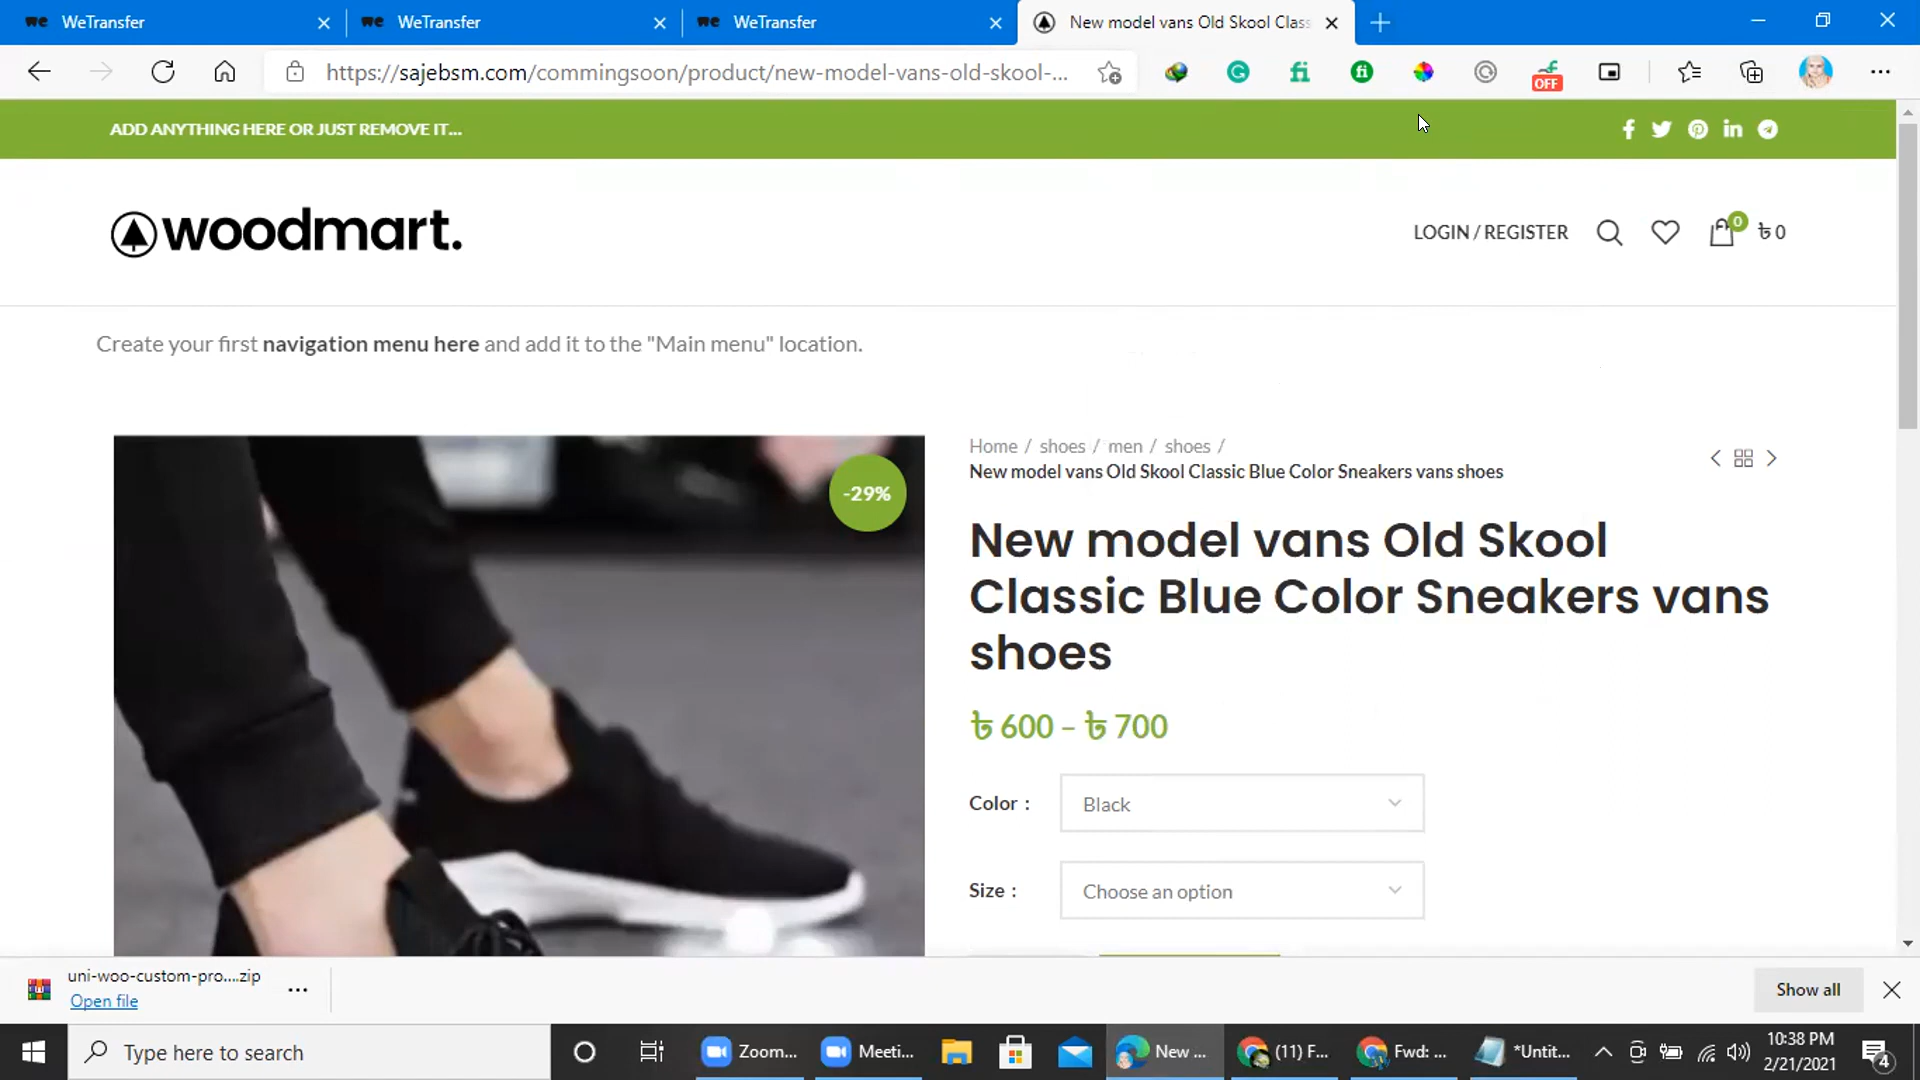 WeTransfer
WeTransfer
WeTransfer
New model vans Old Skool Clas
https://sajebsm.com/commingsoon/product/new-model-vans-old-skool-...
OFF
ADD ANYTHING HERE OR JUST REMOVE IT...
woodmart.
LOGIN / REGISTER
0
৳ 0
Create your first navigation menu here and add it to the "Main menu" location.
-29%
Home / shoes / men / shoes /
New model vans Old Skool Classic Blue Color Sneakers vans shoes
New model vans Old Skool
Classic Blue Color Sneakers vans
shoes
৳ 600 – ৳ 700
Color :
Black
Size :
Choose an option
uni-woo-custom-pro....zip
Open file
Show all
Type here to search
Zoom...
Meeti...
New ...
(11) F...
Fwd: ...
*Untit...
10:38 PM
2/21/2021
4